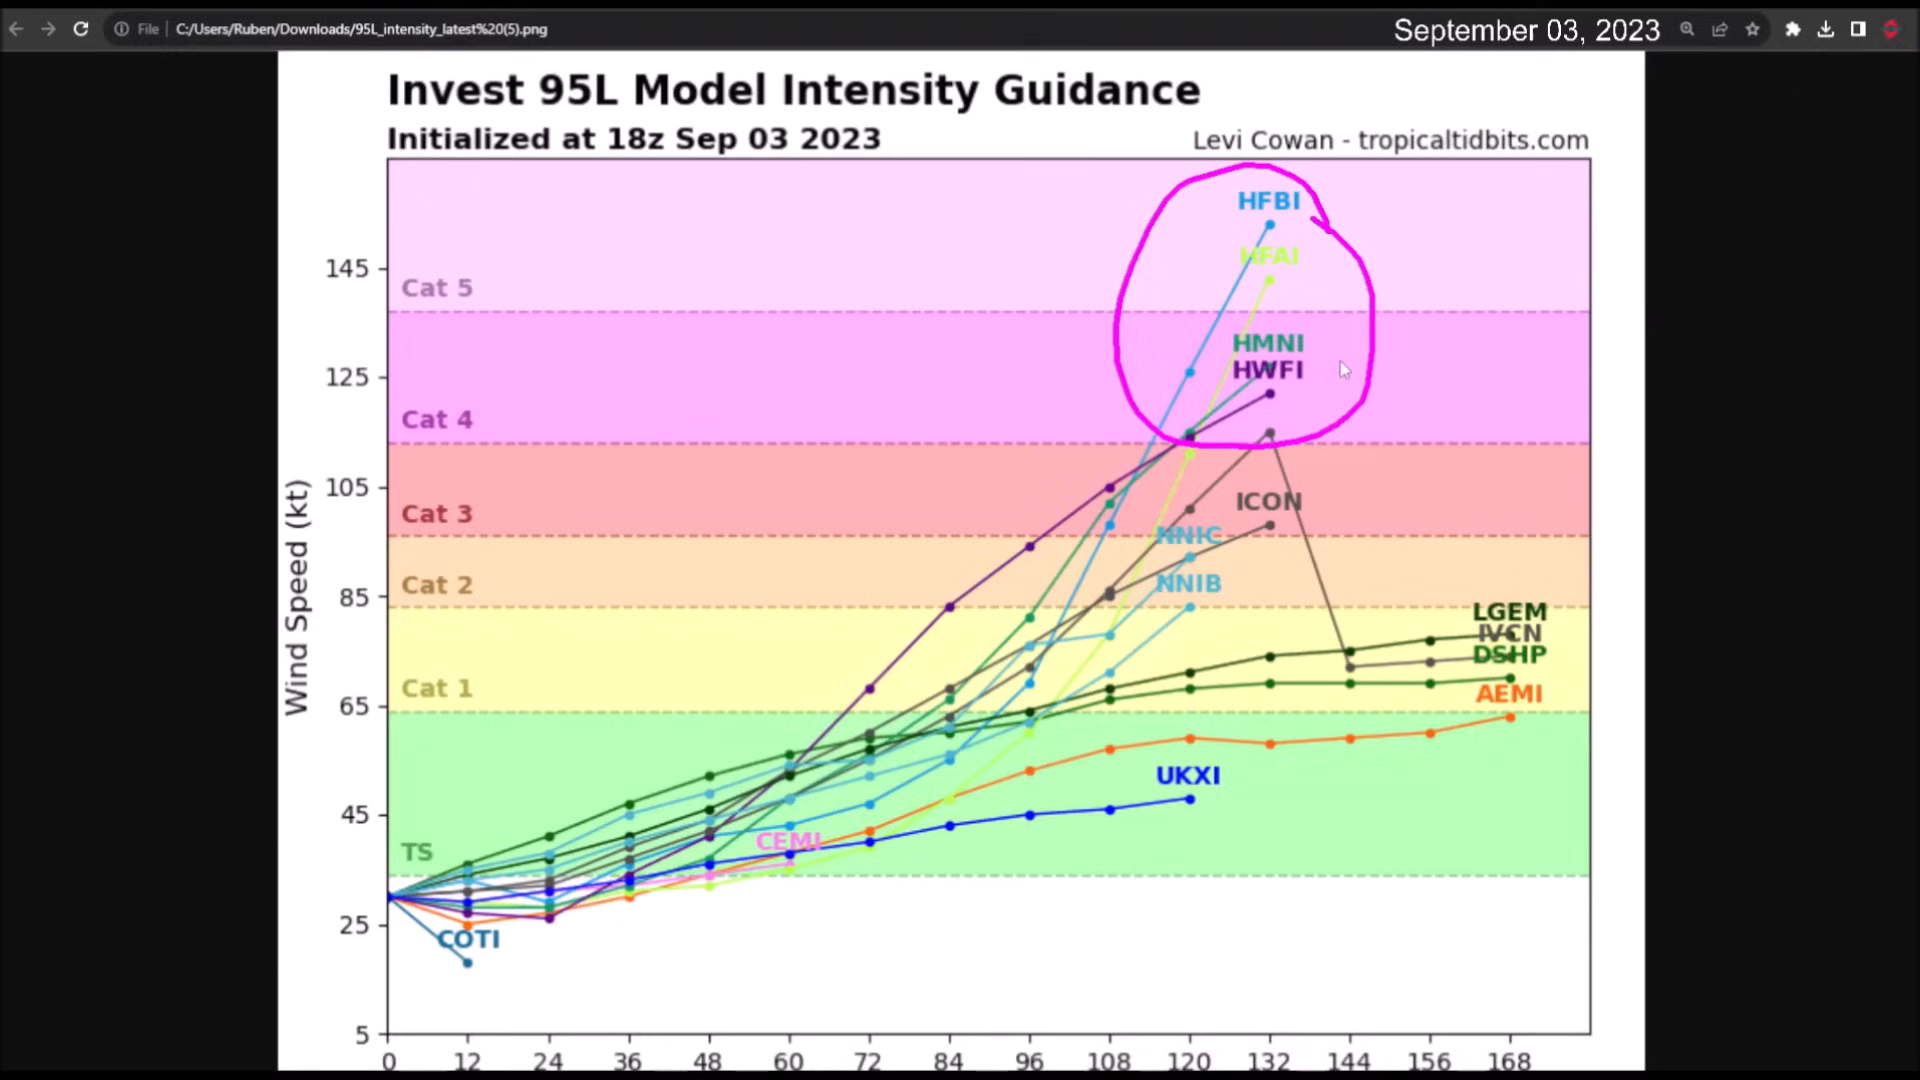 File C:/Users/Ruben/Downloads/95L_intensity_latest%20(5).png
September 03, 2023
Invest 95L Model Intensity Guidance
Initialized at 18z Sep 03 2023
Levi Cowan - tropicaltidbits.com
HFBI
145
HFAI
Cat 5
HMNI
125
HWFI
Cat 4
Wind Speed (kt)
105
ICON
Cat 3
NNIC
85
Cat 2
NNIB
LGEM
IVCN
DSHP
65
Cat 1
AEMI
UKXI
45
CEMI
TS
25
COTI
5
0 12 24 36 48 60 72 84 96 108 120 132 144 156 168